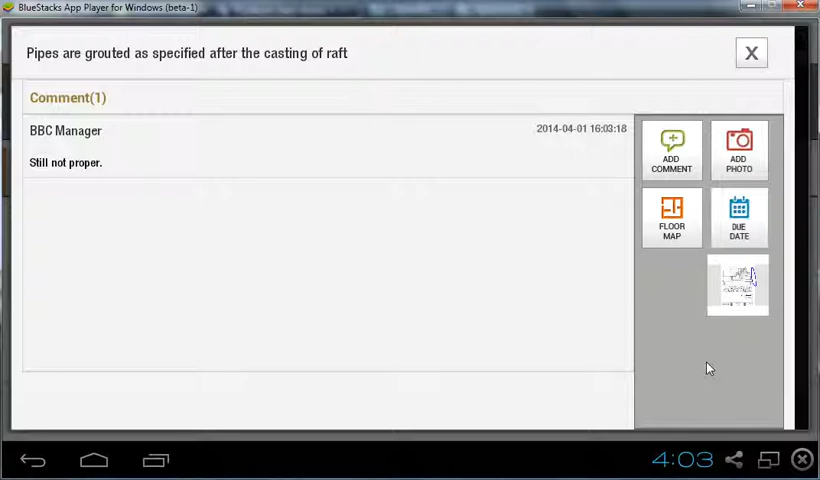 BlueStacks App Player for Windows (beta-1)
Pipes are grouted as specified after the casting of raft
X
Comment(1)
BBC Manager
2014-04-01 16:03:18
Still not proper.
ADD
COMMENT
ADD
PHOTO
FLOOR
MAP
DUE
DATE
4:03